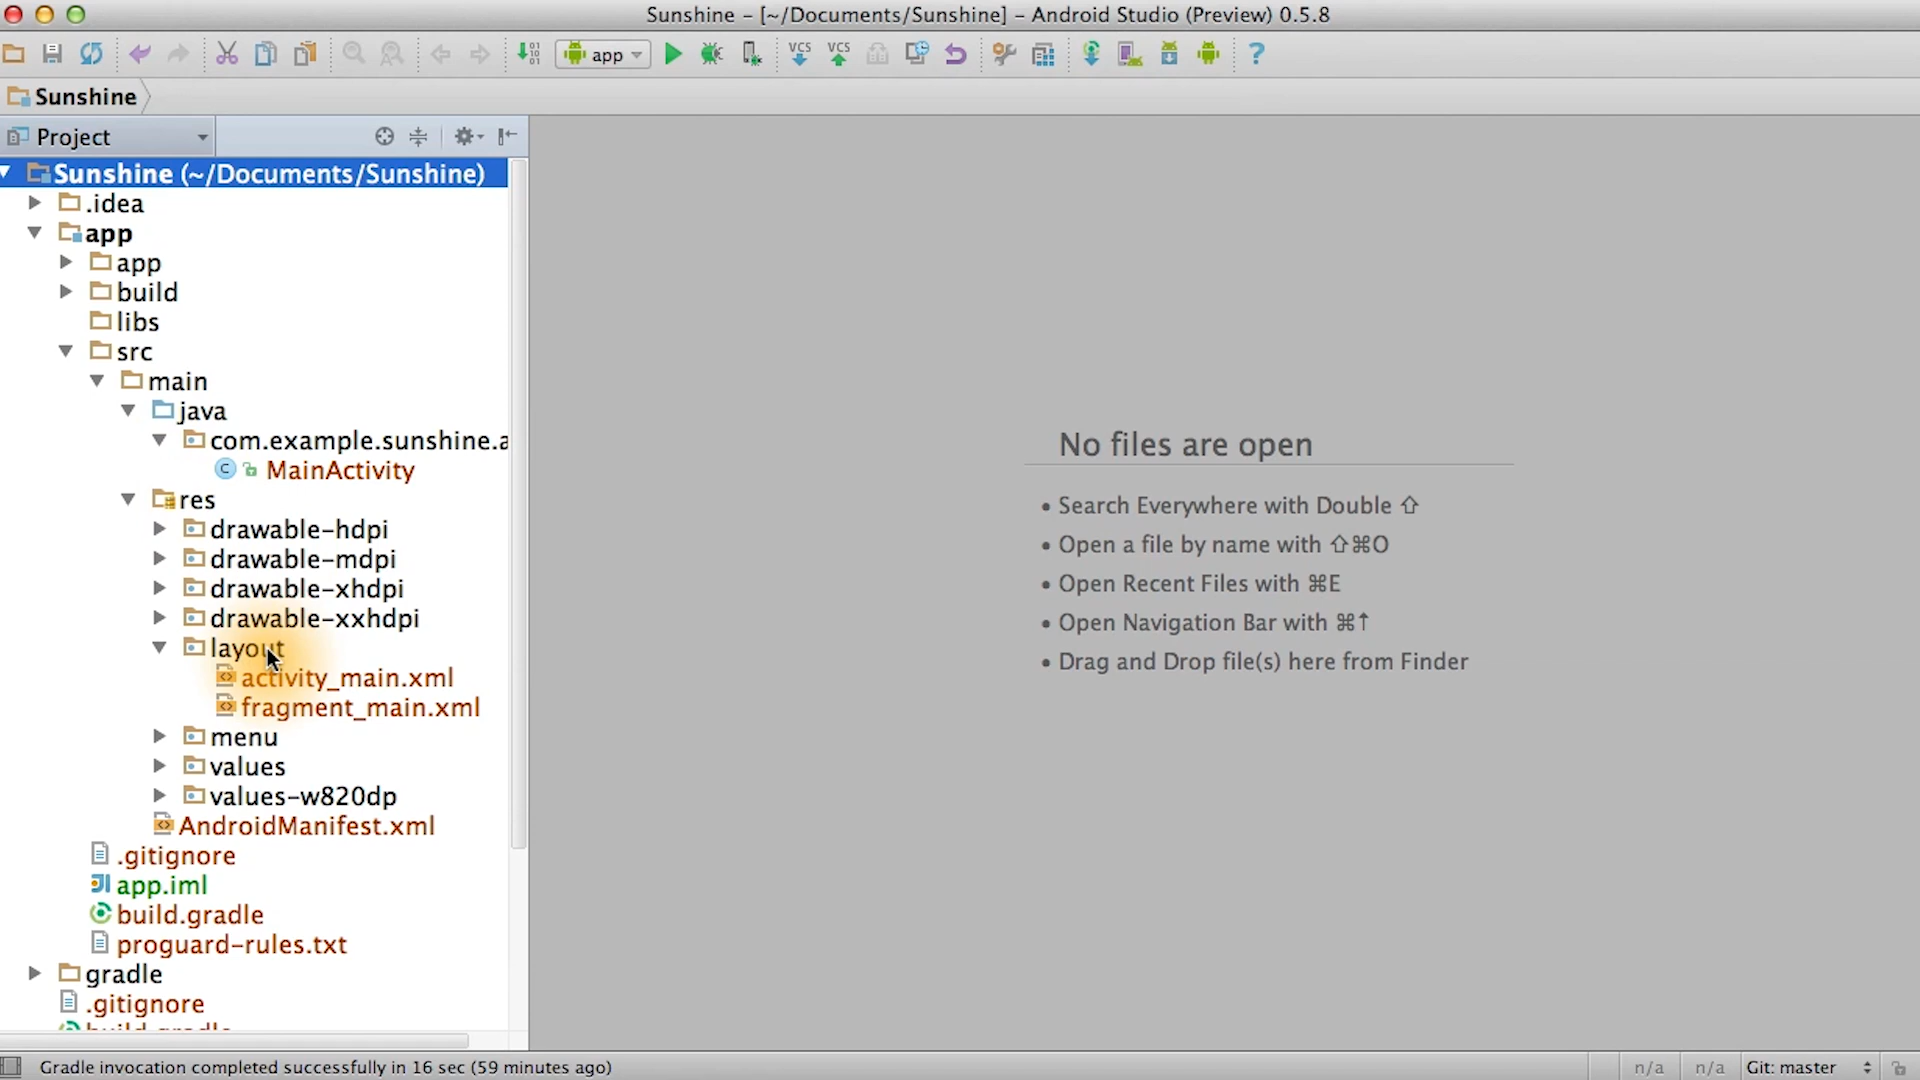 Sunshine – [~/Documents/Sunshine] – Android Studio (Preview) 0.5.8
app
VCS VCS
?
Sunshine
Project
Sunshine (~/Documents/Sunshine)
.idea
app
app
build
libs
src
main
java
com.example.sunshine.a
MainActivity
res
drawable-hdpi
drawable-mdpi
drawable-xhdpi
drawable-xxhdpi
layout
activity_main.xml
fragment_main.xml
menu
values
values-w820dp
AndroidManifest.xml
.gitignore
app.iml
build.gradle
proguard-rules.txt
gradle
.gitignore
build.gradle
No files are open
• Search Everywhere with Double ⇧
• Open a file by name with ⇧⌘O
• Open Recent Files with ⌘E
• Open Navigation Bar with ⌘↑
• Drag and Drop file(s) here from Finder
Gradle invocation completed successfully in 16 sec (59 minutes ago)
n/a n/a Git: master